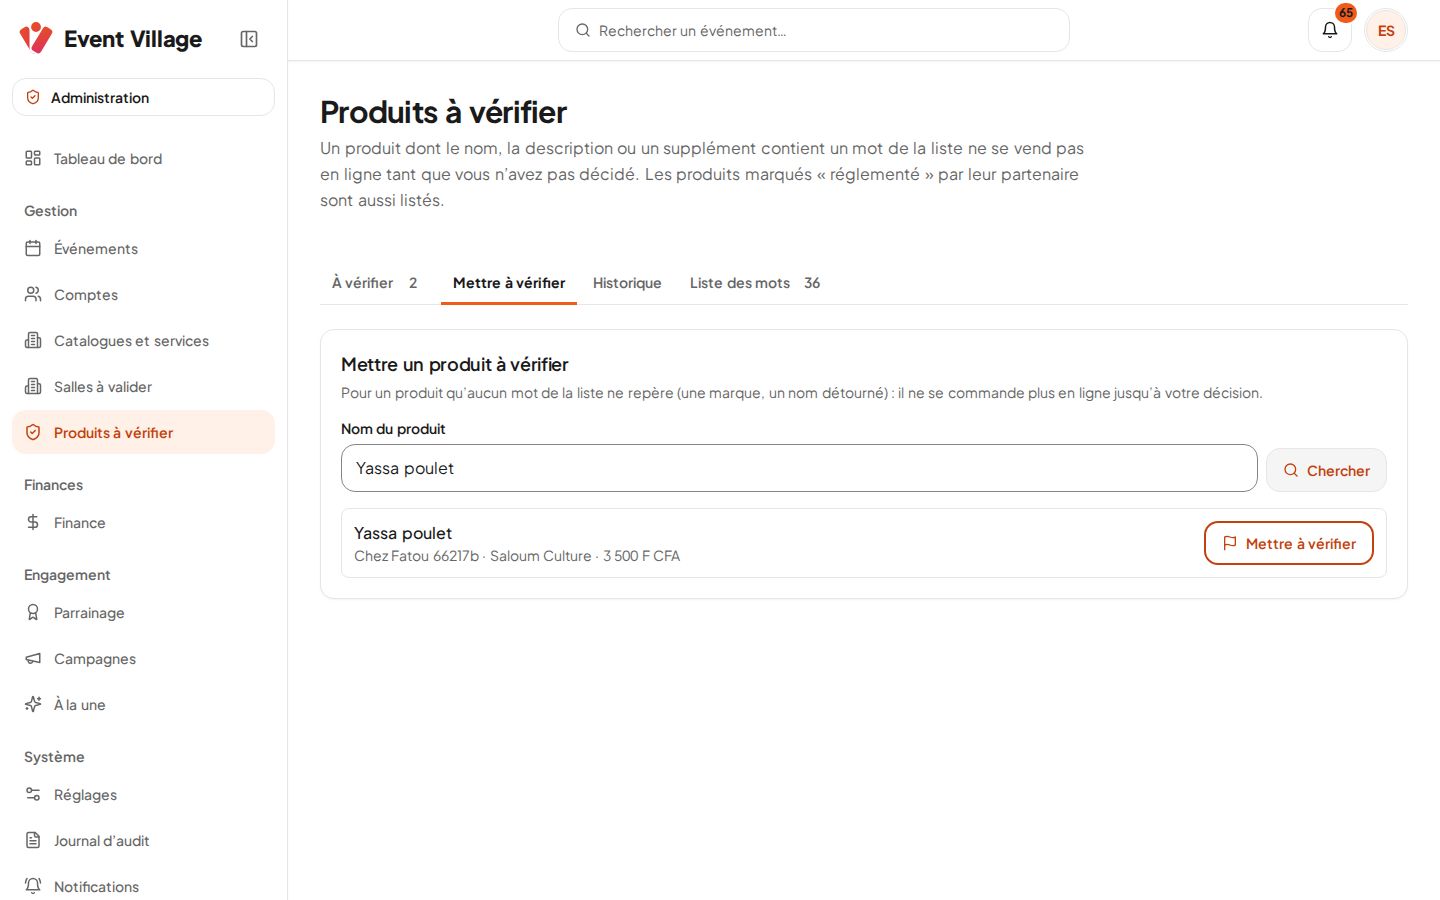 Event Village
Rechercher un événement…
65
ES
Administration
Tableau de bord
Gestion
Événements
Comptes
Catalogues et services
Salles à valider
Produits à vérifier
Finances
Finance
Engagement
Parrainage
Campagnes
À la une
Système
Réglages
Journal d’audit
Notifications
Produits à vérifier
Un produit dont le nom, la description ou un supplément contient un mot de la liste ne se vend pas
en ligne tant que vous n’avez pas décidé. Les produits marqués « réglementé » par leur partenaire
sont aussi listés.
À vérifier 2 Mettre à vérifier Historique Liste des mots 36
Mettre un produit à vérifier
Pour un produit qu’aucun mot de la liste ne repère (une marque, un nom détourné) : il ne se commande plus en ligne jusqu’à votre décision.
Nom du produit
Yassa poulet
Chercher
Yassa poulet
Chez Fatou 66217b · Saloum Culture · 3 500 F CFA
Mettre à vérifier